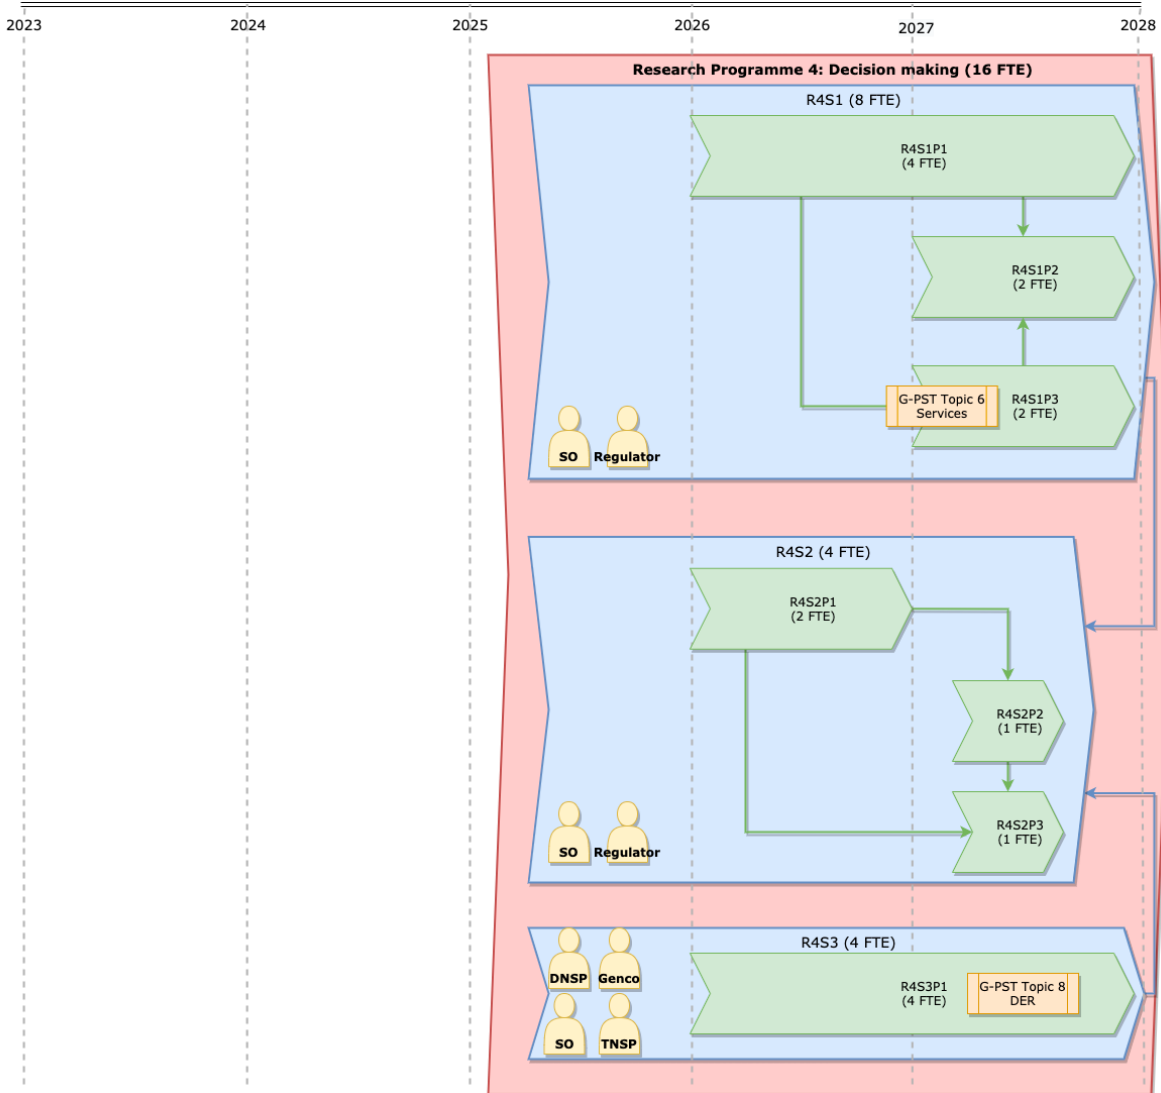 2023 2024 2025 2026 2027 2028
Research Programme 4: Decision making (16 FTE)
R4S1 (8 FTE)
R4S1P1
(4 FTE)
R4S1P2
(2 FTE)
G-PST Topic 6
Services
R4S1P3
(2 FTE)
SO
Regulator
R4S2 (4 FTE)
R4S2P1
(2 FTE)
R4S2P2
(1 FTE)
R4S2P3
(1 FTE)
SO
Regulator
R4S3 (4 FTE)
DNSP
Genco
R4S3P1
(4 FTE)
G-PST Topic 8
DER
SO
TNSP